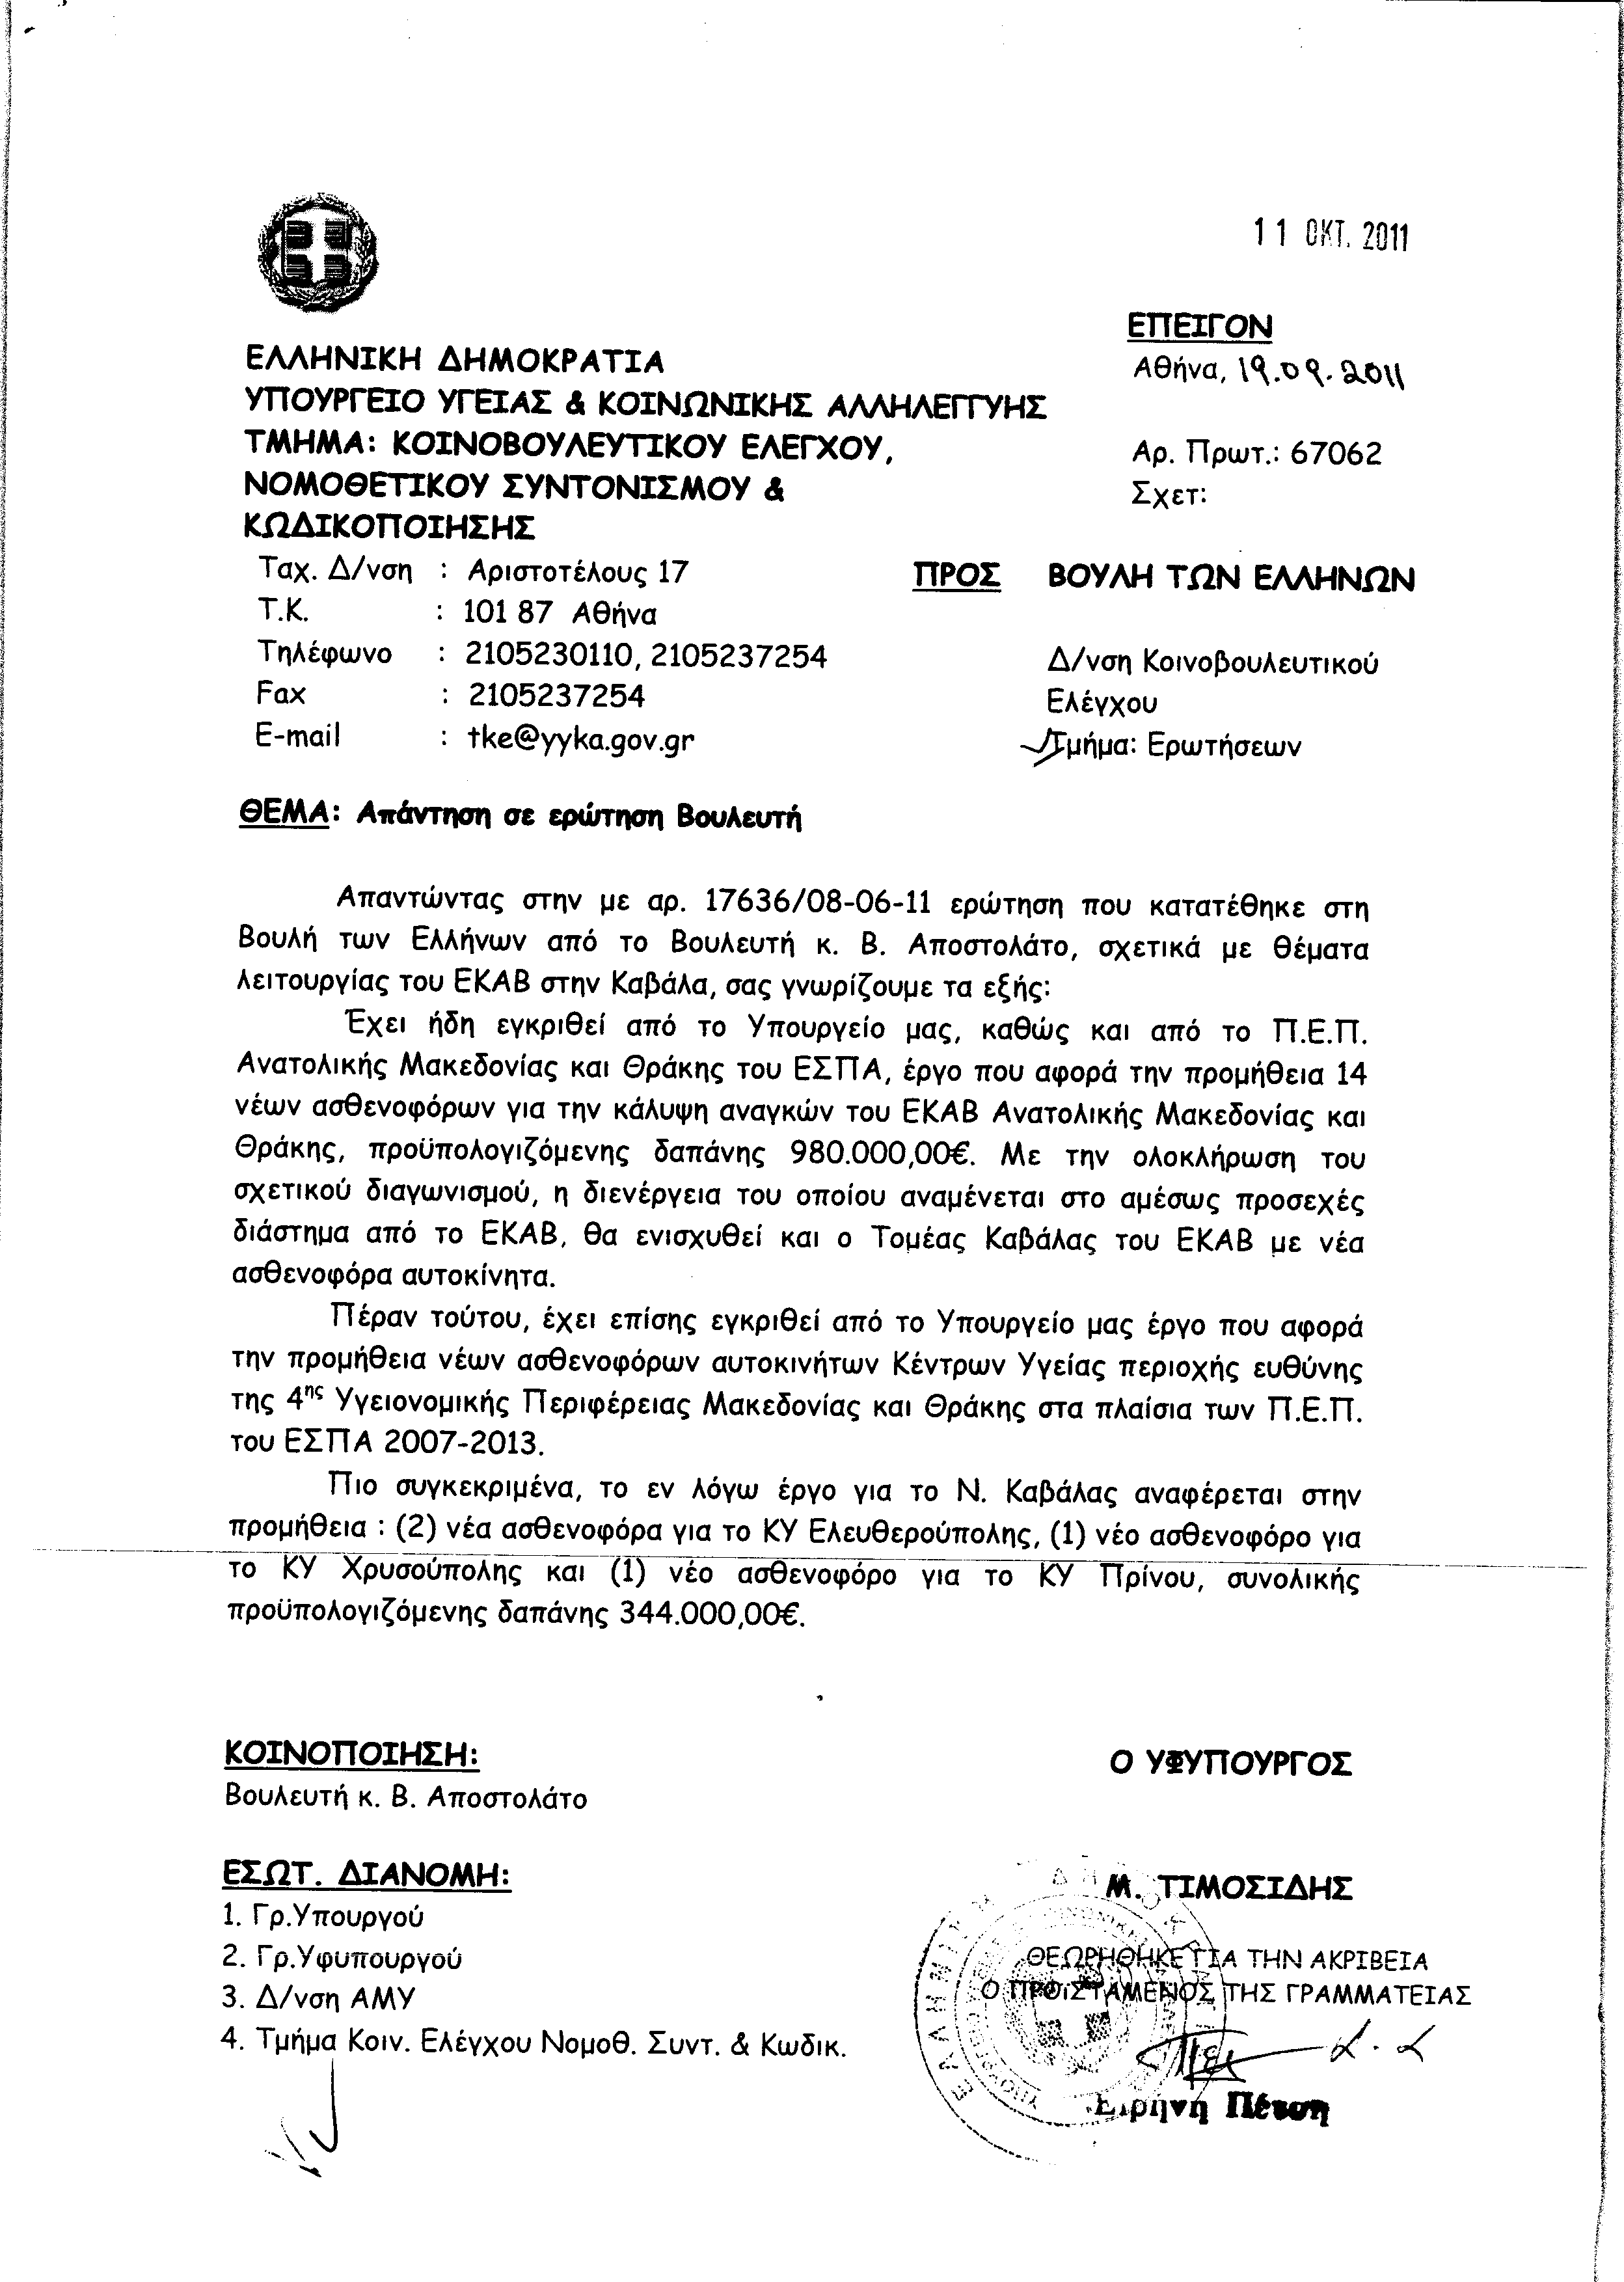 11 ΟΚΤ. 2011
ΕΠΕΙΓΟΝ
Αθήνα, 19.09.2011
Αρ. Πρωτ.: 67062
Σχετ:
ΕΛΛΗΝΙΚΗ ΔΗΜΟΚΡΑΤΙΑ
ΥΠΟΥΡΓΕΙΟ ΥΓΕΙΑΣ & ΚΟΙΝΩΝΙΚΗΣ ΑΛΛΗΛΕΓΓΥΗΣ
ΤΜΗΜΑ: ΚΟΙΝΟΒΟΥΛΕΥΤΙΚΟΥ ΕΛΕΓΧΟΥ,
ΝΟΜΟΘΕΤΙΚΟΥ ΣΥΝΤΟΝΙΣΜΟΥ &
ΚΩΔΙΚΟΠΟΙΗΣΗΣ
Ταχ. Δ/νση : Αριστοτέλους 17
Τ.Κ. : 101 87 Αθήνα
Τηλέφωνο : 2105230110, 2105237254
Fax : 2105237254
E-mail : tke@yyka.gov.gr
ΠΡΟΣ ΒΟΥΛΗ ΤΩΝ ΕΛΛΗΝΩΝ
Δ/νση Κοινοβουλευτικού
Ελέγχου
Τμήμα: Ερωτήσεων
ΘΕΜΑ: Απάντηση σε ερώτηση Βουλευτή
Απαντώντας στην με αρ. 17636/08-06-11 ερώτηση που κατατέθηκε στη
Βουλή των Ελλήνων από το Βουλευτή κ. Β. Αποστολάτο, σχετικά με θέματα
λειτουργίας του ΕΚΑΒ στην Καβάλα, σας γνωρίζουμε τα εξής:
Έχει ήδη εγκριθεί από το Υπουργείο μας, καθώς και από το Π.Ε.Π.
Ανατολικής Μακεδονίας και Θράκης του ΕΣΠΑ, έργο που αφορά την προμήθεια 14
νέων ασθενοφόρων για την κάλυψη αναγκών του ΕΚΑΒ Ανατολικής Μακεδονίας και
Θράκης, προϋπολογιζόμενης δαπάνης 980.000,00€. Με την ολοκλήρωση του
σχετικού διαγωνισμού, η διενέργεια του οποίου αναμένεται στο αμέσως προσεχές
διάστημα από το ΕΚΑΒ, θα ενισχυθεί και ο Τομέας Καβάλας του ΕΚΑΒ με νέα
ασθενοφόρα αυτοκίνητα.
Πέραν τούτου, έχει επίσης εγκριθεί από το Υπουργείο μας έργο που αφορά
την προμήθεια νέων ασθενοφόρων αυτοκινήτων Κέντρων Υγείας περιοχής ευθύνης
της 4ης Υγειονομικής Περιφέρειας Μακεδονίας και Θράκης στα πλαίσια των Π.Ε.Π.
του ΕΣΠΑ 2007-2013.
Πιο συγκεκριμένα, το εν λόγω έργο για το Ν. Καβάλας αναφέρεται στην
προμήθεια : (2) νέα ασθενοφόρα για το ΚΥ Ελευθερούπολης, (1) νέο ασθενοφόρο για
το ΚΥ Χρυσούπολης και (1) νέο ασθενοφόρο για το ΚΥ Πρίνου, συνολικής
προϋπολογιζόμενης δαπάνης 344.000,00€.
ΚΟΙΝΟΠΟΙΗΣΗ:
Βουλευτή κ. Β. Αποστολάτο
ΕΣΩΤ. ΔΙΑΝΟΜΗ:
1. Γρ.Υπουργού
2. Γρ.Υφυπουργού
3. Δ/νση ΑΜΥ
4. Τμήμα Κοιν. Ελέγχου Νομοθ. Συντ. & Κωδικ.
Ο ΥΦΥΠΟΥΡΓΟΣ
Μ. ΤΙΜΟΣΙΔΗΣ
ΘΕΩΡΗΘΗΚΕ ΓΙΑ ΤΗΝ ΑΚΡΙΒΕΙΑ
Ο ΠΡΟΪΣΤΑΜΕΝΟΣ ΤΗΣ ΓΡΑΜΜΑΤΕΙΑΣ
Ειρήνη Πέτση